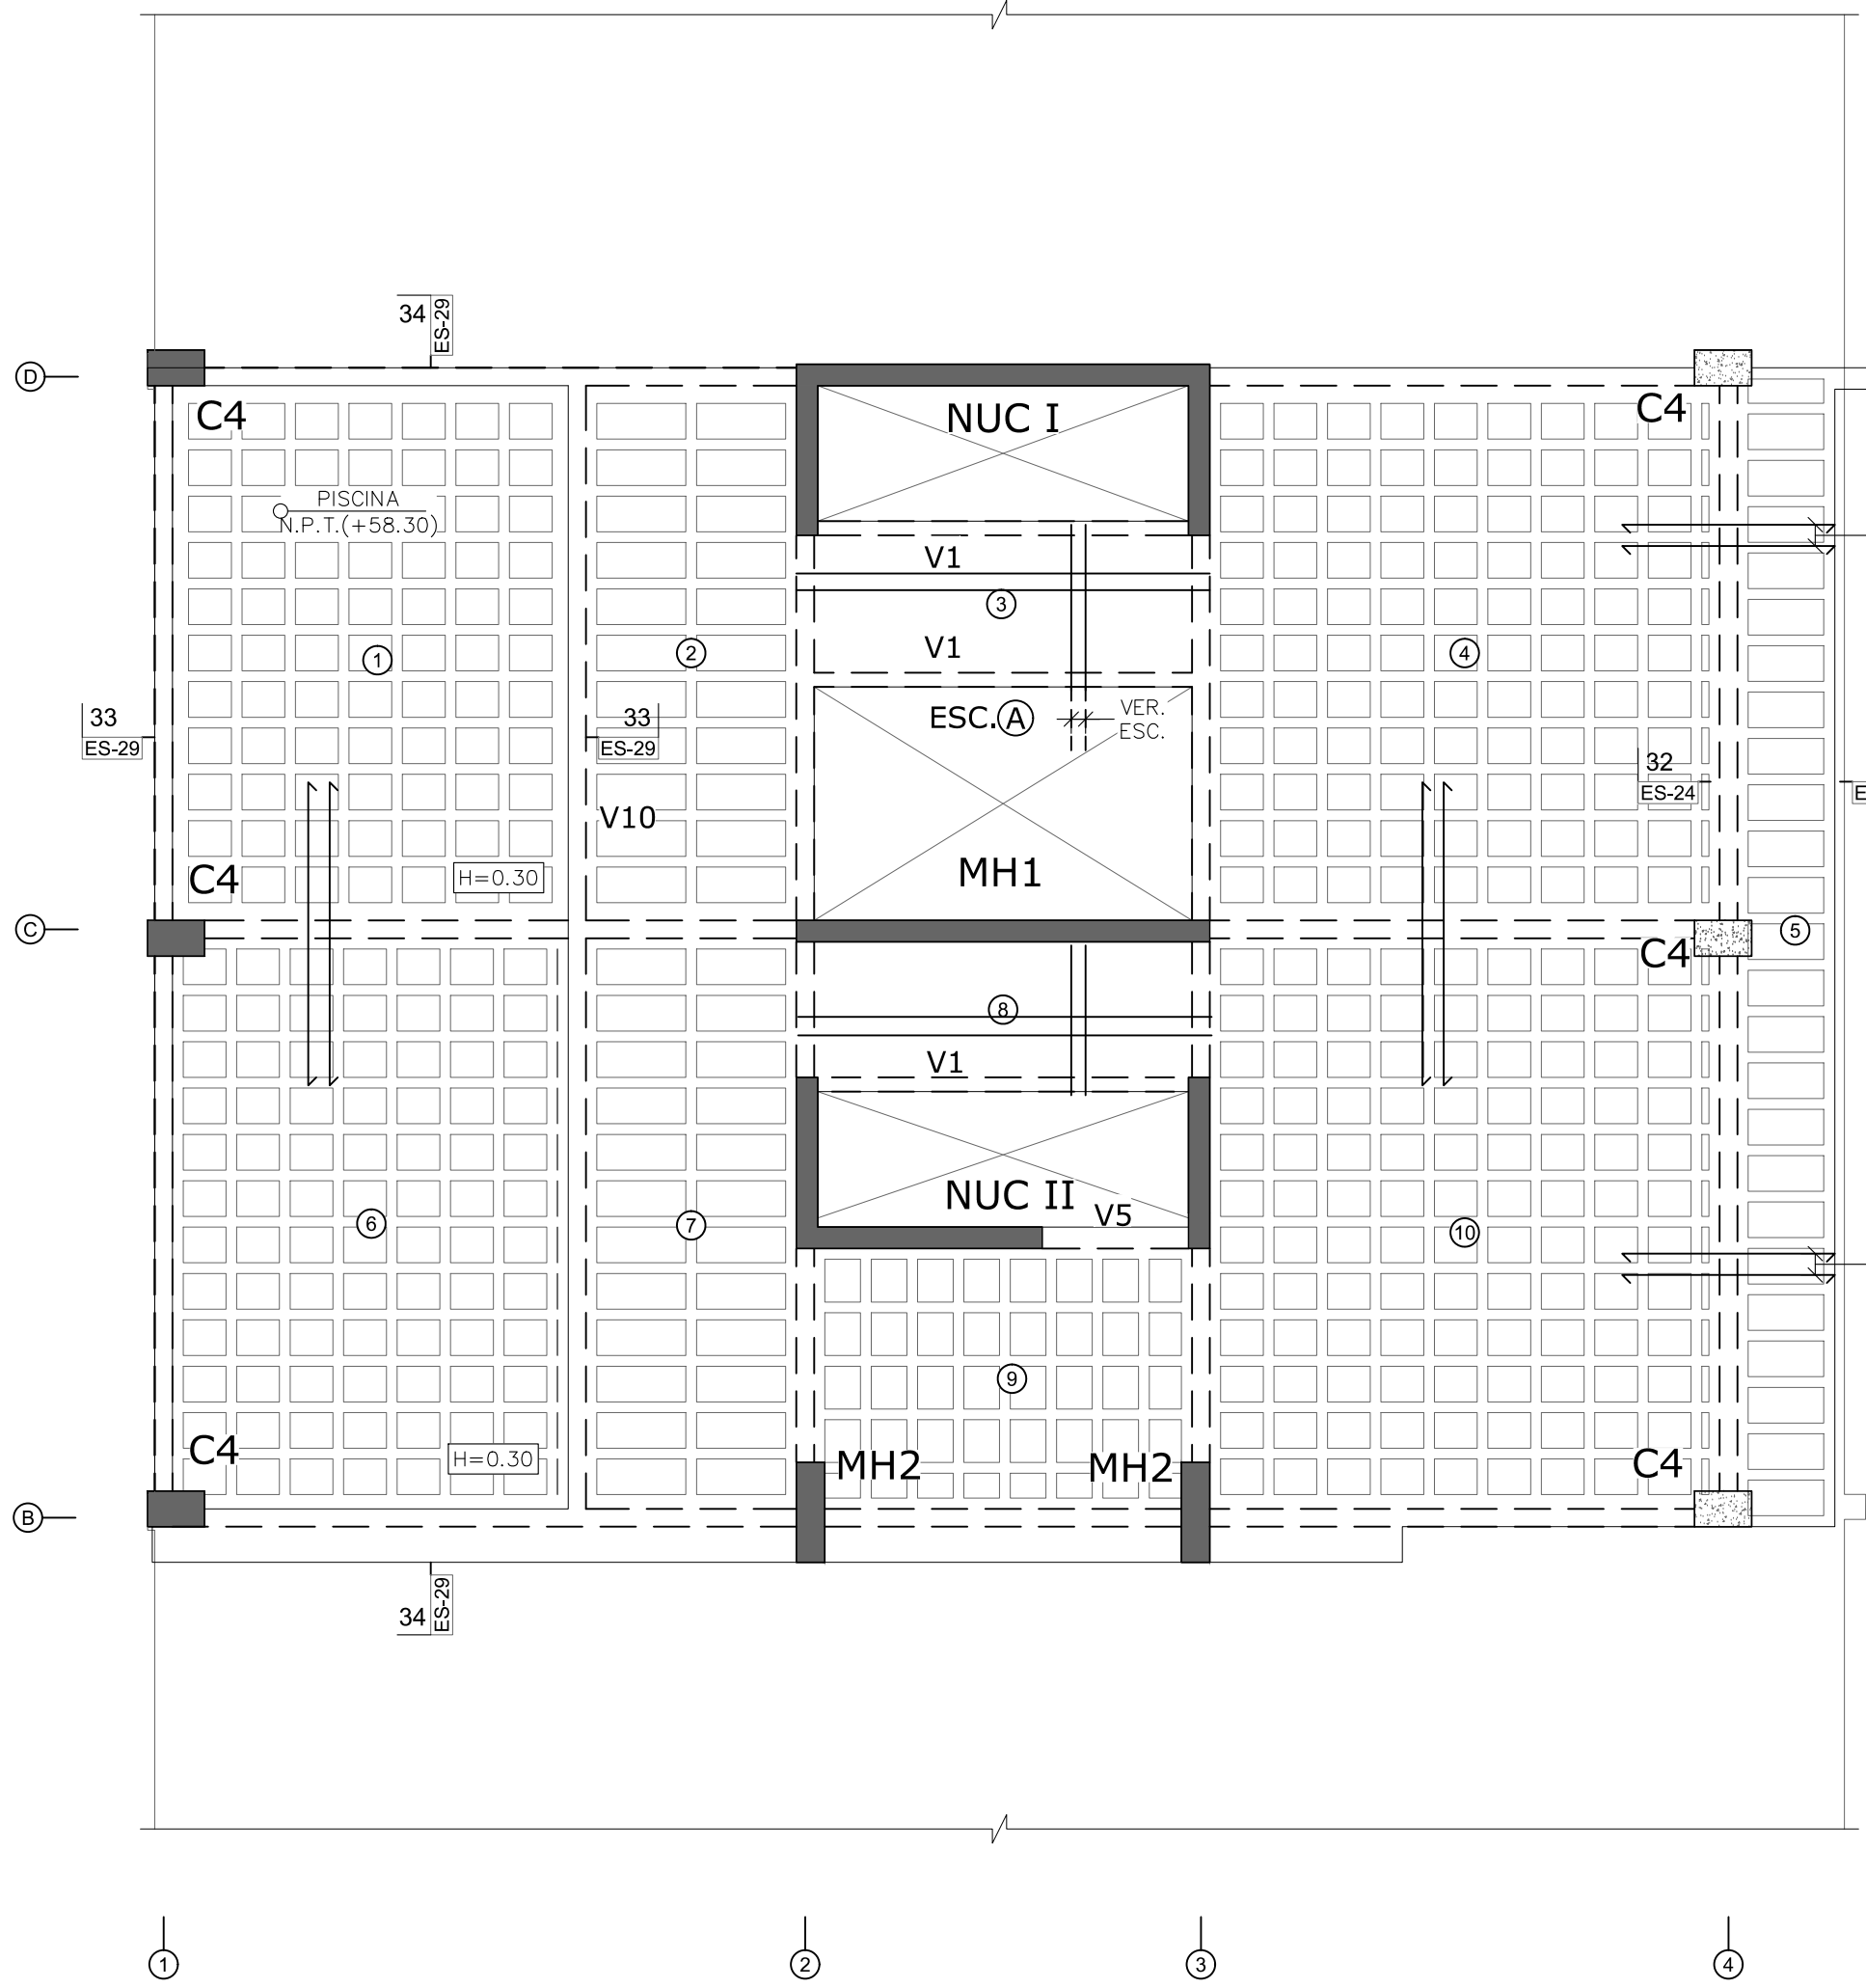 34
ES-29
D
C4
NUC I
C4
PISCINA
N.P.T.(+58.30)
V1
3
1
2
V1
4
33
ES-29
33
ES-29
ESC. A
VER.
ESC.
32
ES-24
E
V10
C4
H=0.30
MH1
C
C4
5
8
V1
NUC II
V5
6
7
10
9
C4
H=0.30
MH2
MH2
C4
B
34
ES-29
1
2
3
4